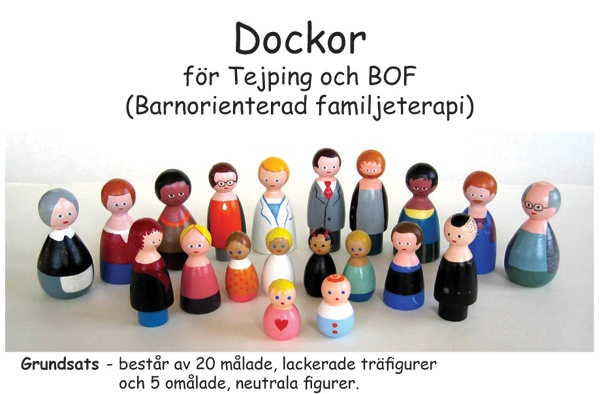 Dockor
för Tejping och BOF
(Barnorienterad familjeterapi)
Grundsats - består av 20 målade, lackerade träfigurer
och 5 omålade, neutrala figurer.